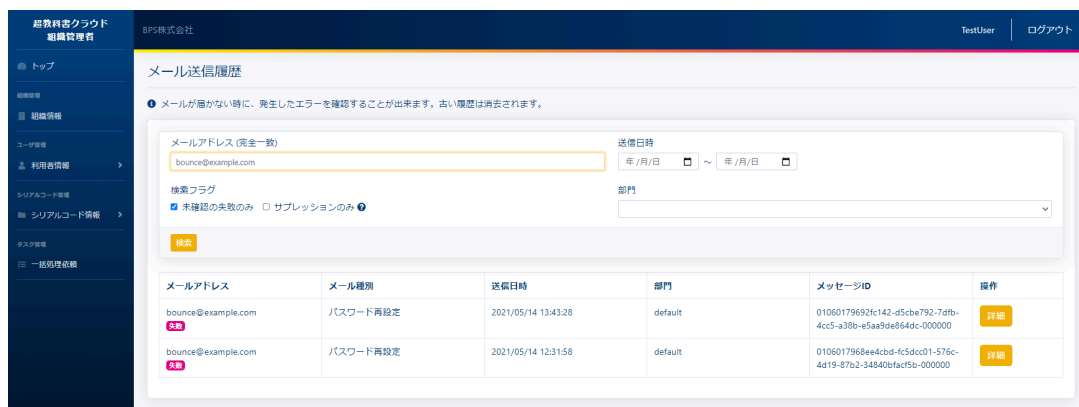 超教科書クラウド
組織管理者
BPS株式会社
TestUser
ログアウト
トップ
組織管理
組織情報
ユーザ管理
利用者情報
シリアルコード管理
シリアルコード情報
タスク管理
一括処理依頼
メール送信履歴
メールが届かない時に、発生したエラーを確認することが出来ます。古い履歴は消去されます。
メールアドレス (完全一致)
送信日時
bounce@example.com
年 /月/日 ～ 年 /月/日
検索フラグ
部門
未確認の失敗のみ サプレッションのみ
検索
メールアドレス メール種別 送信日時 部門 メッセージID 操作
bounce@example.com パスワード再設定 2021/05/14 13:43:28 default 01060179692fc142-d5cbe792-7dfb-
失敗 4cc5-a38b-e5aa9de864dc-000000 詳細
bounce@example.com パスワード再設定 2021/05/14 12:31:58 default 0106017968ee4cbd-fc5dcc01-576c-
失敗 4d19-87b2-34840bfacf5b-000000 詳細